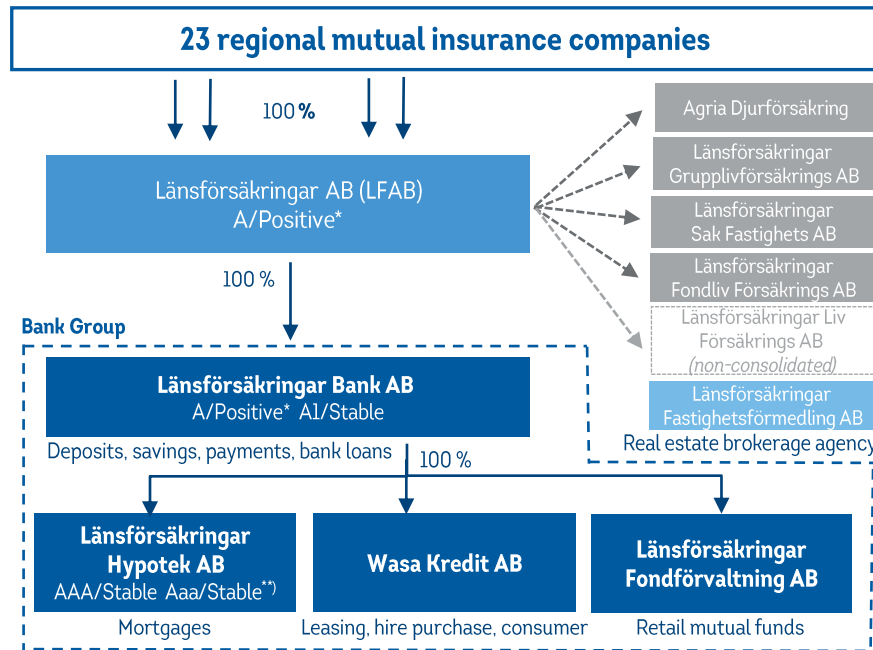 23 regional mutual insurance companies
100 %
Länsförsäkringar AB (LFAB)
A/Positive*
Agria Djurförsäkring
Länsförsäkringar
Grupplivförsäkrings AB
Länsförsäkringar
Sak Fastighets AB
Länsförsäkringar
Fondliv Försäkrings AB
Länsförsäkringar Liv
Försäkrings AB
(non-consolidated)
Länsförsäkringar
Fastighetsförmedling AB
Real estate brokerage agency
100 %
Bank Group
Länsförsäkringar Bank AB
A/Positive* A1/Stable
Deposits, savings, payments, bank loans
100 %
Länsförsäkringar
Hypotek AB
AAA/Stable Aaa/Stable**)
Mortgages
Wasa Kredit AB
Leasing, hire purchase, consumer
Länsförsäkringar
Fondförvaltning AB
Retail mutual funds